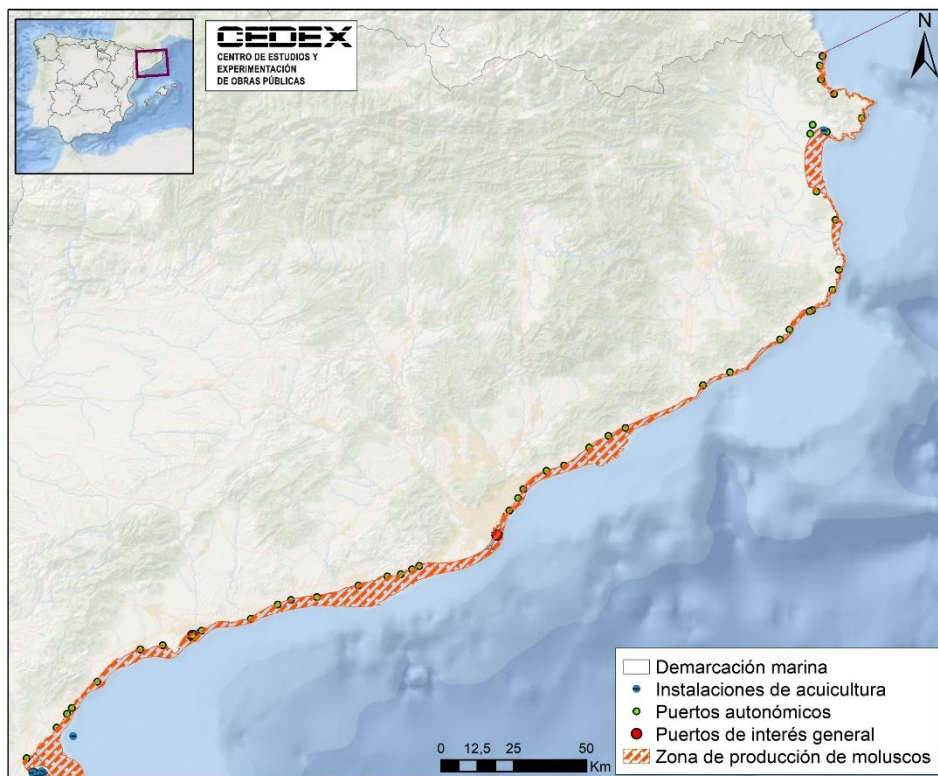 CEDEX
CENTRO DE ESTUDIOS Y
EXPERIMENTACIÓN
DE OBRAS PÚBLICAS
N
Demarcación marina
Instalaciones de acuicultura
Puertos autonómicos
Puertos de interés general
Zona de producción de moluscos
0 12,5 25 50
Km